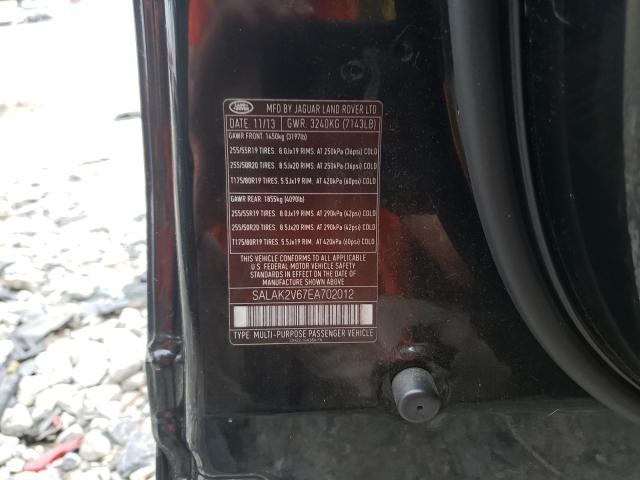 LAND ROVER
MFD BY JAGUAR LAND ROVER LTD
DATE 11/13 GWR. 3240KG (7143LB)
GAWR FRONT 1450kg (3197lb)
255/55R19 TIRES. 8.0Jx19 RIMS. AT 250kPa (36psi) COLD
255/50R20 TIRES. 8.5Jx20 RIMS. AT 250kPa (36psi) COLD
T175/80R19 TIRES. 5.5Jx19 RIM. AT 420kPa (60psi) COLD
GAWR REAR 1855kg (4090lb)
255/55R19 TIRES. 8.0Jx19 RIMS. AT 290kPa (42psi) COLD
255/50R20 TIRES. 8.5Jx20 RIMS. AT 290kPa (42psi) COLD
T175/80R19 TIRES. 5.5Jx19 RIM. AT 420kPa (60psi) COLD
THIS VEHICLE CONFORMS TO ALL APPLICABLE
U.S. FEDERAL MOTOR VEHICLE SAFETY
STANDARDS IN EFFECT ON THE DATE OF
MANUFACTURE SHOWN ABOVE
SALAK2V67EA702012
TYPE: MULTI-PURPOSE PASSENGER VEHICLE